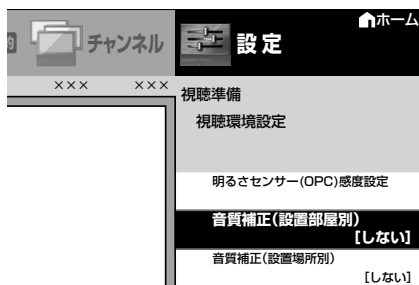 ホーム
的 チャンネル 設定
××× ×××
視聴準備
視聴環境設定
明るさセンサー(OPC)感度設定
音質補正(設置部屋別)
[しない]
音質補正(設置場所別)
[しない]